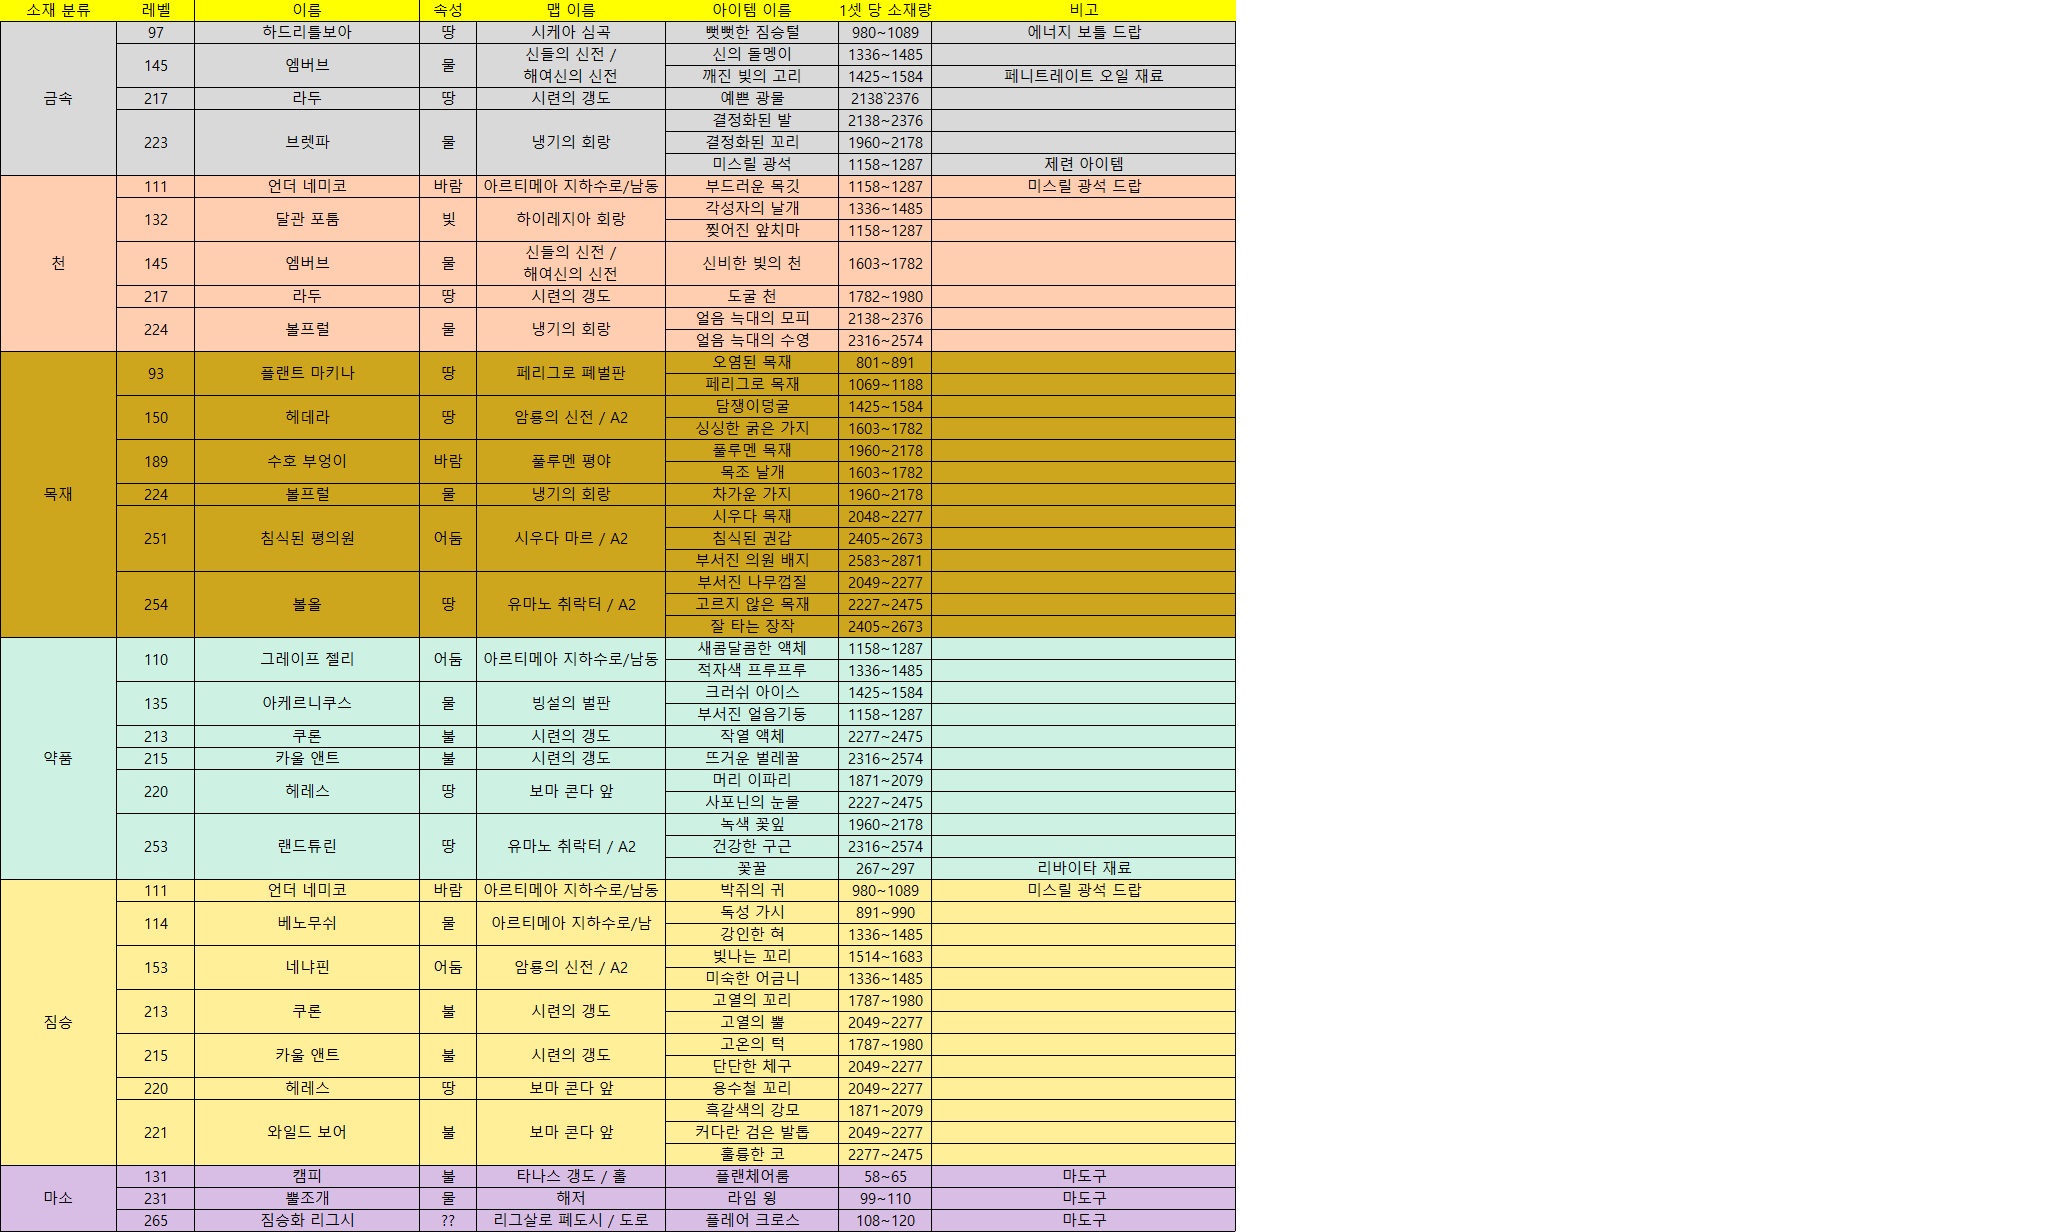 소재 분류 레벨 이름 속성 맵 이름 아이템 이름 1셋 당 소재량 비고
금속 97 하드리틀보아 땅 시케아 심곡 뻣뻣한 짐승털 980~1089 에너지 보틀 드랍
145 엠버브 물 신들의 신전 / 해여신의 신전 신의 돌멩이 1336~1485
깨진 빛의 고리 1425~1584 페니트레이트 오일 재료
217 라두 땅 시련의 갱도 예쁜 광물 2138`2376
223 브렛파 물 냉기의 회랑 결정화된 발 2138~2376
결정화된 꼬리 1960~2178
미스릴 광석 1158~1287 제련 아이템
천 111 언더 네미코 바람 아르티메아 지하수로/남동 부드러운 목깃 1158~1287 미스릴 광석 드랍
132 달관 포튬 빛 하이레지아 회랑 각성자의 날개 1336~1485
찢어진 앞치마 1158~1287
145 엠버브 물 신들의 신전 / 해여신의 신전 신비한 빛의 천 1603~1782
217 라두 땅 시련의 갱도 도굴 천 1782~1980
224 볼프럴 물 냉기의 회랑 얼음 늑대의 모피 2138~2376
얼음 늑대의 수영 2316~2574
목재 93 플랜트 마키나 땅 페리그로 폐벌판 오염된 목재 801~891
페리그로 목재 1069~1188
150 헤데라 땅 암룡의 신전 / A2 담쟁이덩굴 1425~1584
싱싱한 굵은 가지 1603~1782
189 수호 부엉이 바람 풀루멘 평야 풀루멘 목재 1960~2178
목조 날개 1603~1782
224 볼프럴 물 냉기의 회랑 차가운 가지 1960~2178
251 침식된 평의원 어둠 시우다 마르 / A2 시우다 목재 2048~2277
침식된 권갑 2405~2673
부서진 의원 배지 2583~2871
254 볼올 땅 유마노 취락터 / A2 부서진 나무껍질 2049~2277
고르지 않은 목재 2227~2475
잘 타는 장작 2405~2673
약품 110 그레이프 젤리 어둠 아르티메아 지하수로/남동 새콤달콤한 액체 1158~1287
적자색 프루프루 1336~1485
135 아케르니쿠스 물 빙설의 벌판 크러쉬 아이스 1425~1584
부서진 얼음기둥 1158~1287
213 쿠론 불 시련의 갱도 작열 액체 2277~2475
215 카울 앤트 불 시련의 갱도 뜨거운 벌레꿀 2316~2574
220 헤레스 땅 보마 콘다 앞 머리 이파리 1871~2079
사포닌의 눈물 2227~2475
253 랜드튜린 땅 유마노 취락터 / A2 녹색 꽃잎 1960~2178
건강한 구근 2316~2574
꽃꿀 267~297 리바이타 재료
짐승 111 언더 네미코 바람 아르티메아 지하수로/남동 박쥐의 귀 980~1089 미스릴 광석 드랍
114 베노무쉬 물 아르티메아 지하수로/남 독성 가시 891~990
강인한 혀 1336~1485
153 네냐핀 어둠 암룡의 신전 / A2 빛나는 꼬리 1514~1683
미숙한 어금니 1336~1485
213 쿠론 불 시련의 갱도 고열의 꼬리 1787~1980
고열의 뿔 2049~2277
215 카울 앤트 불 시련의 갱도 고온의 턱 1787~1980
단단한 체구 2049~2277
220 헤레스 땅 보마 콘다 앞 용수철 꼬리 2049~2277
221 와일드 보어 불 보마 콘다 앞 흑갈색의 강모 1871~2079
커다란 검은 발톱 2049~2277
훌륭한 코 2277~2475
마소 131 캠피 불 타나스 갱도 / 홀 플랜체어룸 58~65 마도구
231 뿔조개 물 해저 라임 윙 99~110 마도구
265 짐승화 리그시 ?? 리그살로 폐도시 / 도로 플레어 크로스 108~120 마도구